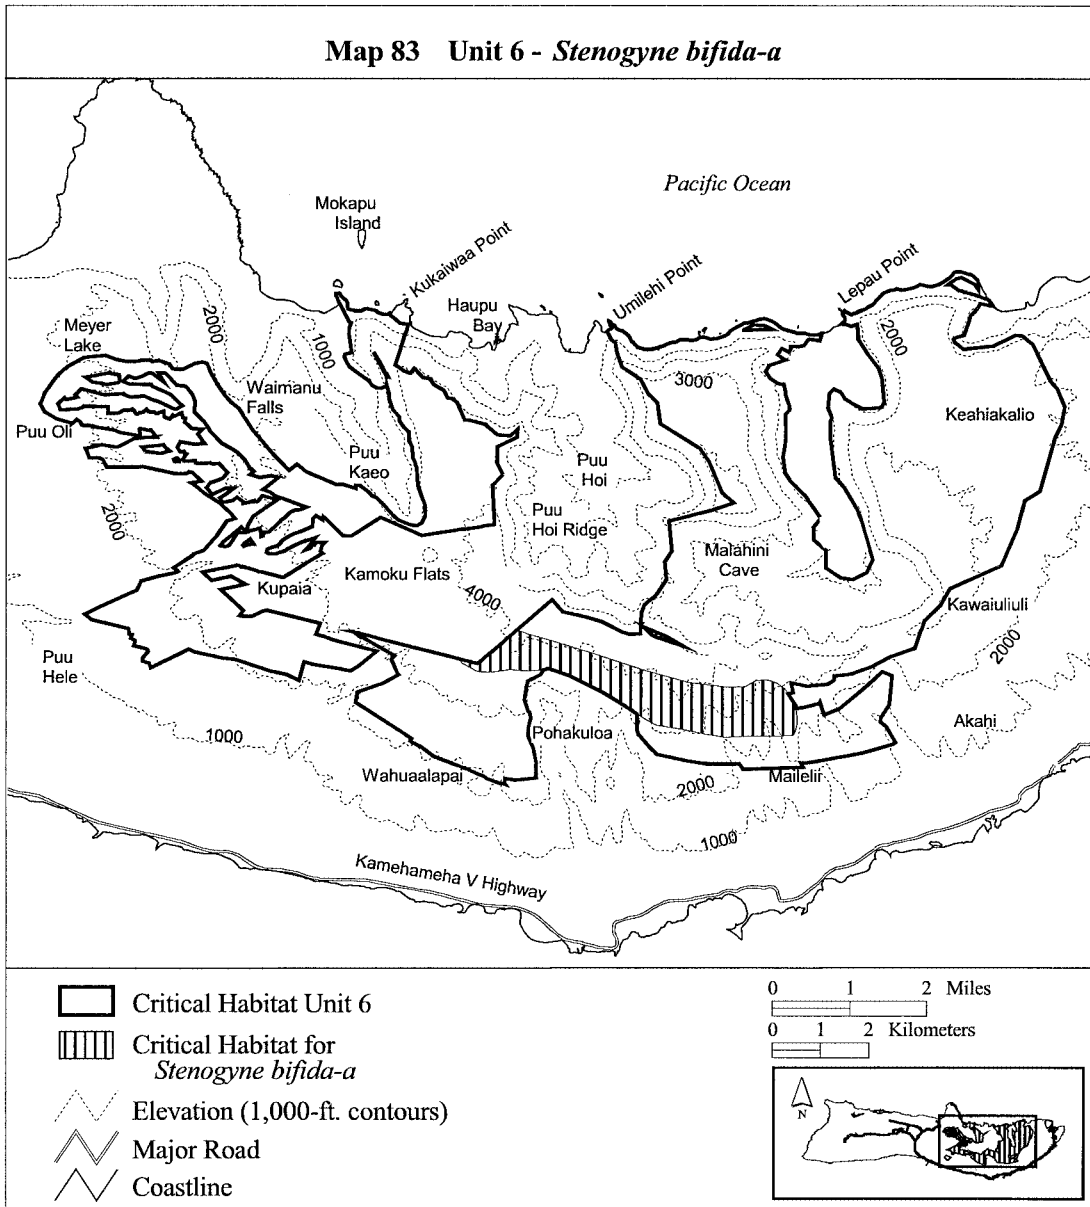 Map 83 Unit 6 - Stenogyne bifida-a
Pacific Ocean
Mokapu
Island
Kukaiwaa Point
Haupu
Bay
Umilehi Point
Lepau Point
Meyer
Lake
2000
1000
2000
3000
Waimanu
Falls
Keahiakalio
Puu Oli
Puu
Kaeo
Puu
Hoi
2000
Puu
Hoi Ridge
Malahini
Cave
Kamoku Flats
Kupaia
4000
Kawaiuliuli
2000
Puu
Hele
1000
Pohakuloa
Akahi
Wahuaalapai
2000
Mailelii
1000
Kamehameha V Highway
Critical Habitat Unit 6
Critical Habitat for
Stenogyne bifida-a
Elevation (1,000-ft. contours)
Major Road
Coastline
0 1 2 Miles
0 1 2 Kilometers
N